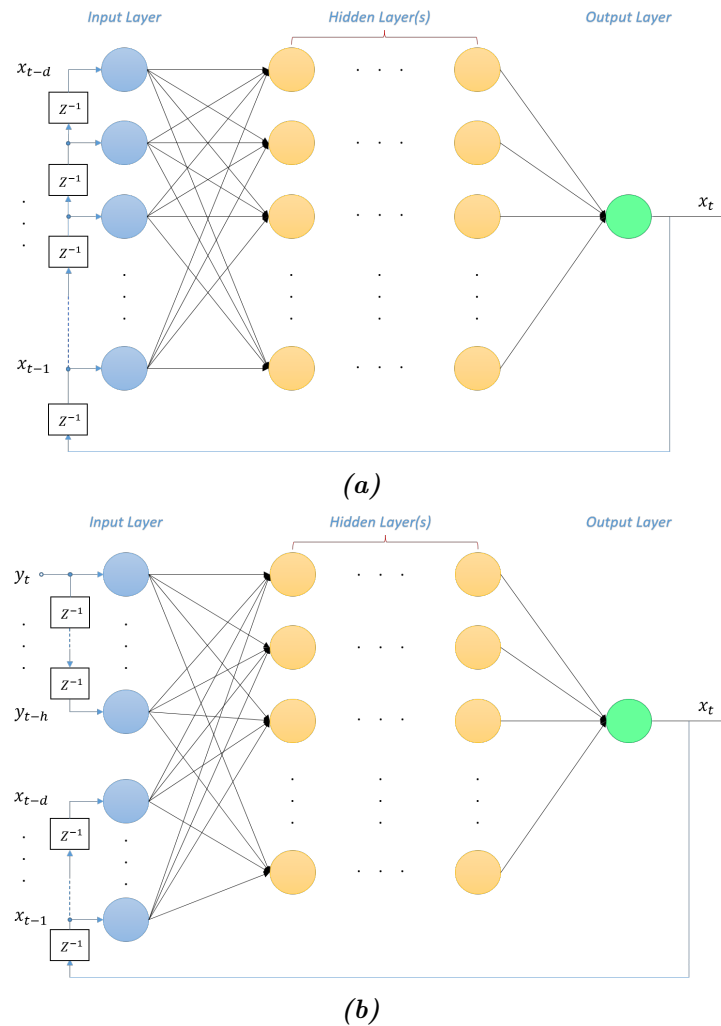 Input Layer Hidden Layer(s) Output Layer
x_{t-d}
Z^{-1}
Z^{-1}
x_t
Z^{-1}
x_{t-1}
Z^{-1}
(a)
Input Layer Hidden Layer(s) Output Layer
y_t
Z^{-1}
Z^{-1}
y_{t-h}
x_t
x_{t-d}
Z^{-1}
x_{t-1}
Z^{-1}
(b)